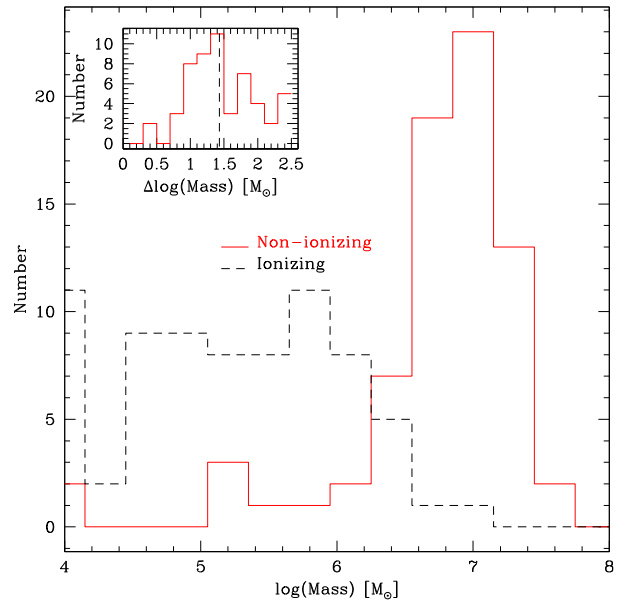 10
8
6
4
2
0
Number
0 0.5 1 1.5 2 2.5
Δlog(Mass) [M⊙]
20
15
10
5
0
Number
Non−ionizing
Ionizing
4 5 6 7 8
log(Mass) [M⊙]